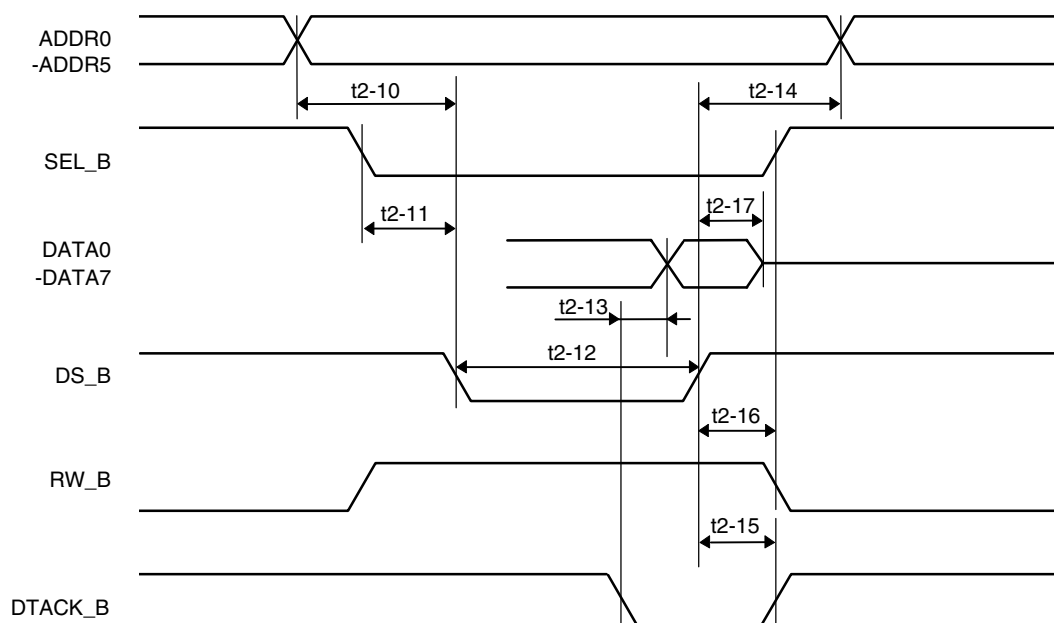 ADDR0
-ADDR5
t2-10
t2-14
SEL_B
t2-11
t2-17
DATA0
-DATA7
t2-13
t2-12
DS_B
t2-16
RW_B
t2-15
DTACK_B